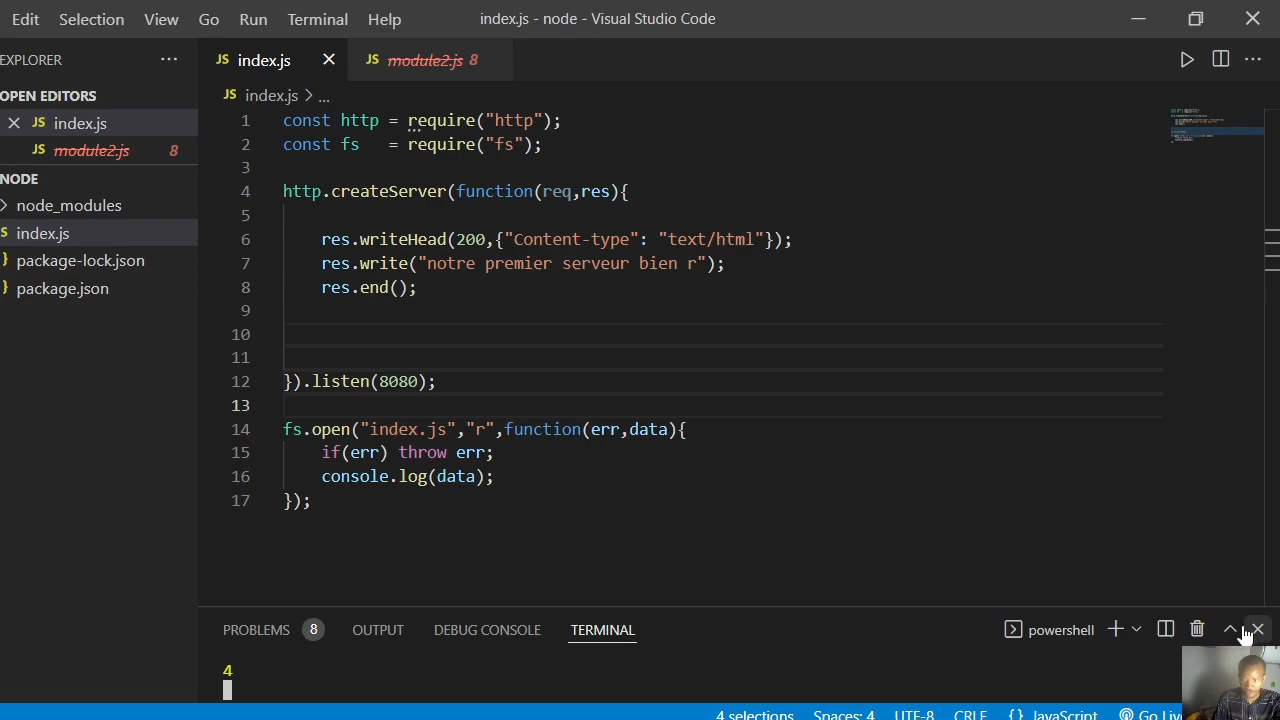 Edit Selection View Go Run Terminal Help index.js - node - Visual Studio Code
EXPLORER
JS index.js
JS module2.js 8
OPEN EDITORS
JS index.js
JS module2.js 8
NODE
node_modules
index.js
package-lock.json
package.json
JS index.js > ...
1 const http = require("http");
2 const fs = require("fs");
3
4 http.createServer(function(req,res){
5
6 res.writeHead(200,{"Content-type": "text/html"});
7 res.write("notre premier serveur bien r");
8 res.end();
9
10
11
12 }).listen(8080);
13
14 fs.open("index.js","r",function(err,data){
15 if(err) throw err;
16 console.log(data);
17 });
PROBLEMS 8 OUTPUT DEBUG CONSOLE TERMINAL powershell
4
4 selections Spaces: 4 UTF-8 CRLF {} JavaScript Go